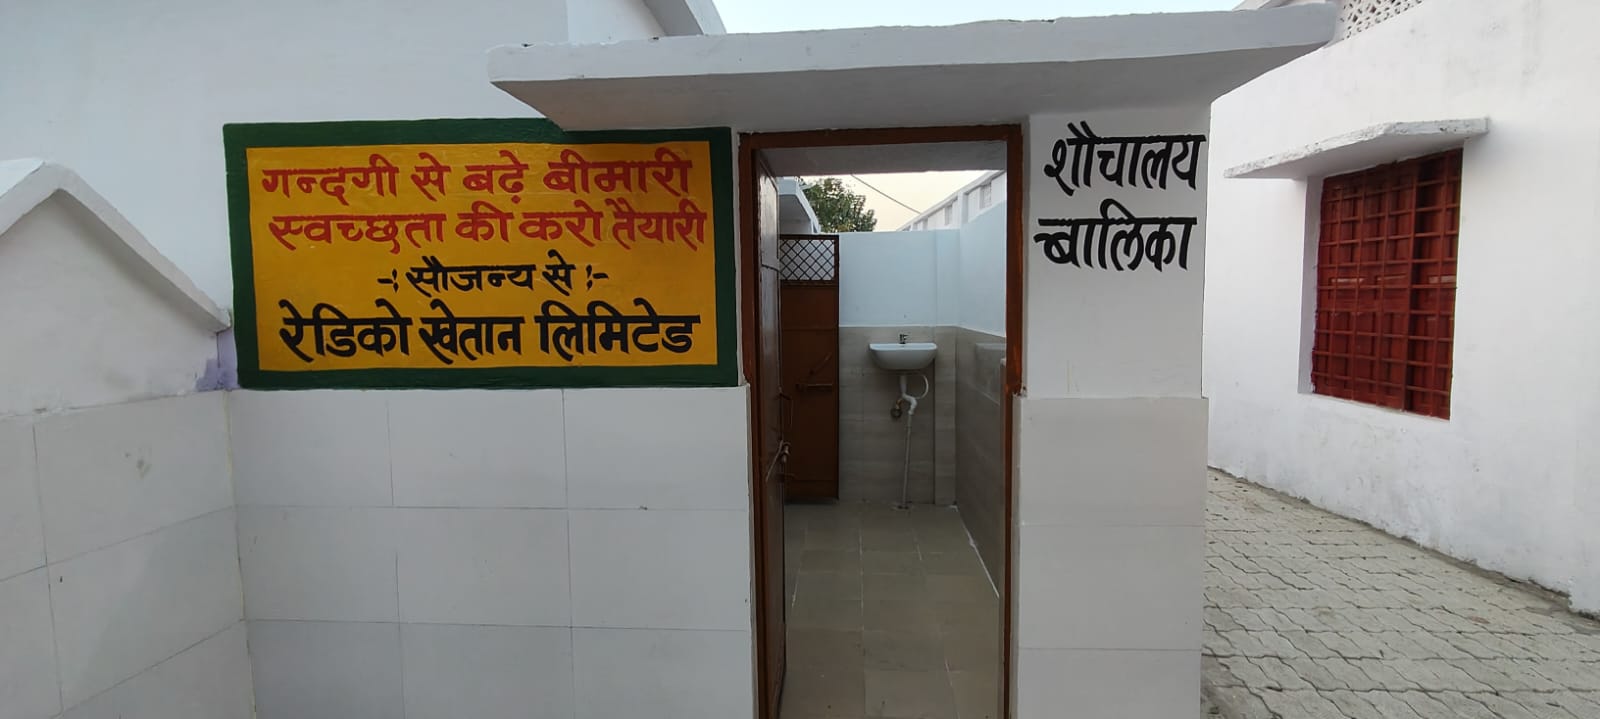 गन्दगी से बढ़े बीमारी
स्वच्छता की करो तैयारी
-: सौजन्य से :-
रेडिको खेतान लिमिटेड
शौचालय
बालिका